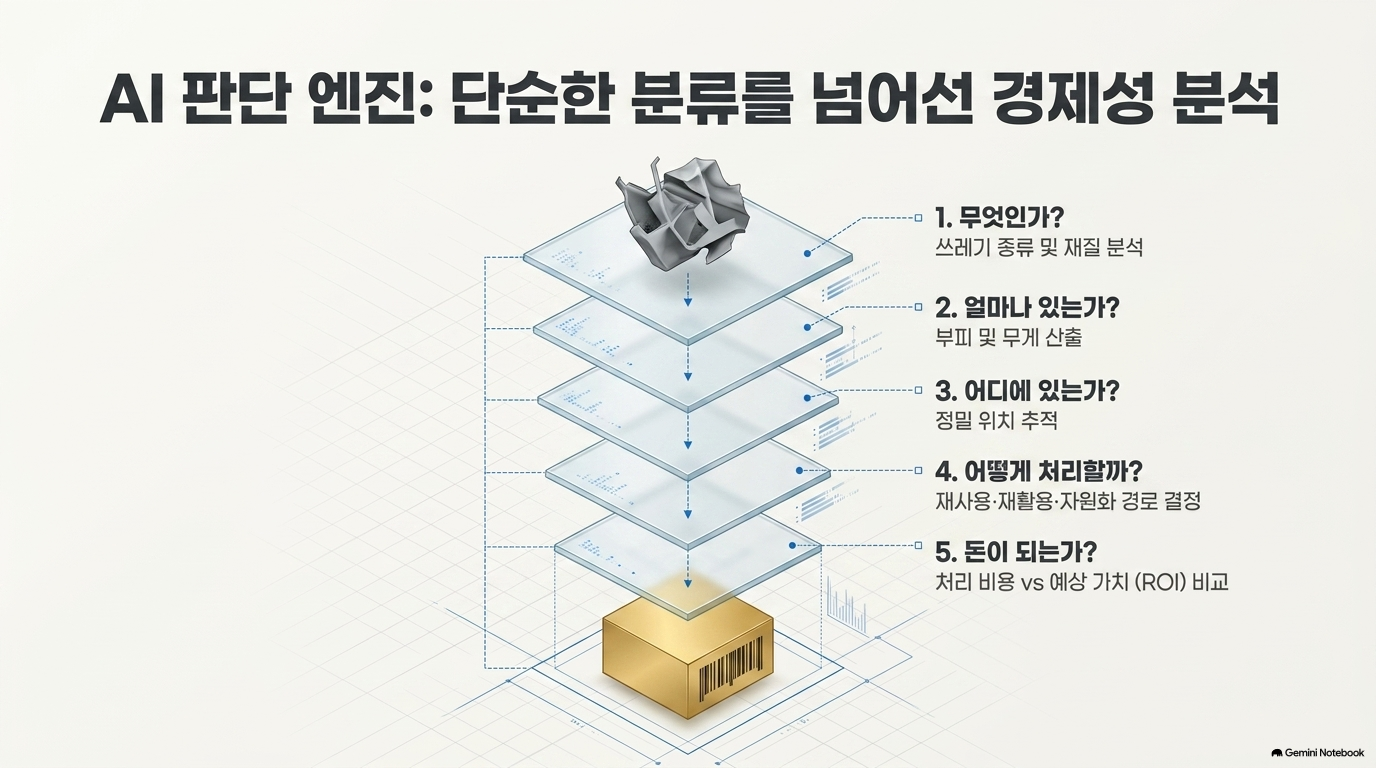 AI 판단 엔진: 단순한 분류를 넘어선 경제성 분석
1. 무엇인가?
쓰레기 종류 및 재질 분석
2. 얼마나 있는가?
부피 및 무게 산출
3. 어디에 있는가?
정밀 위치 추적
4. 어떻게 처리할까?
재사용·재활용·자원화 경로 결정
5. 돈이 되는가?
처리 비용 vs 예상 가치 (ROI) 비교
Gemini Notebook